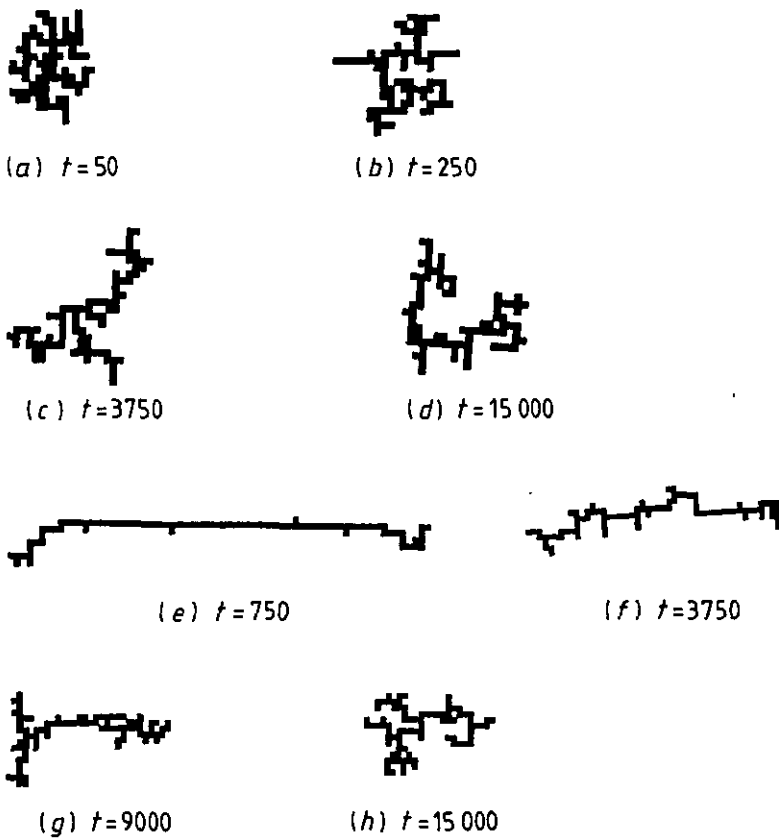 (a) t=50
(b) t=250
(c) t=3750
(d) t=15 000
(e) t=750
(f) t=3750
(g) t=9000
(h) t=15 000